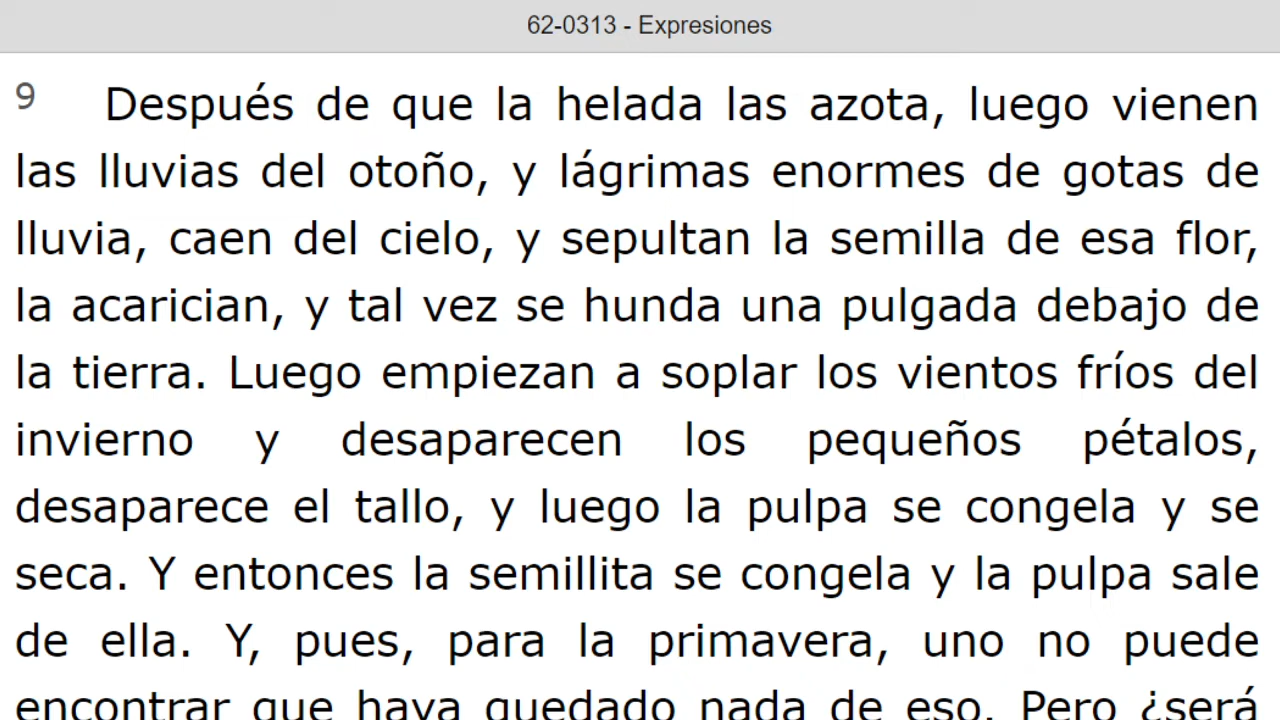 62-0313 - Expresiones
9 Después de que la helada las azota, luego vienen
las lluvias del otoño, y lágrimas enormes de gotas de
lluvia, caen del cielo, y sepultan la semilla de esa flor,
la acarician, y tal vez se hunda una pulgada debajo de
la tierra. Luego empiezan a soplar los vientos fríos del
invierno y desaparecen los pequeños pétalos,
desaparece el tallo, y luego la pulpa se congela y se
seca. Y entonces la semillita se congela y la pulpa sale
de ella. Y, pues, para la primavera, uno no puede
encontrar que haya quedado nada de eso. Pero ¿será